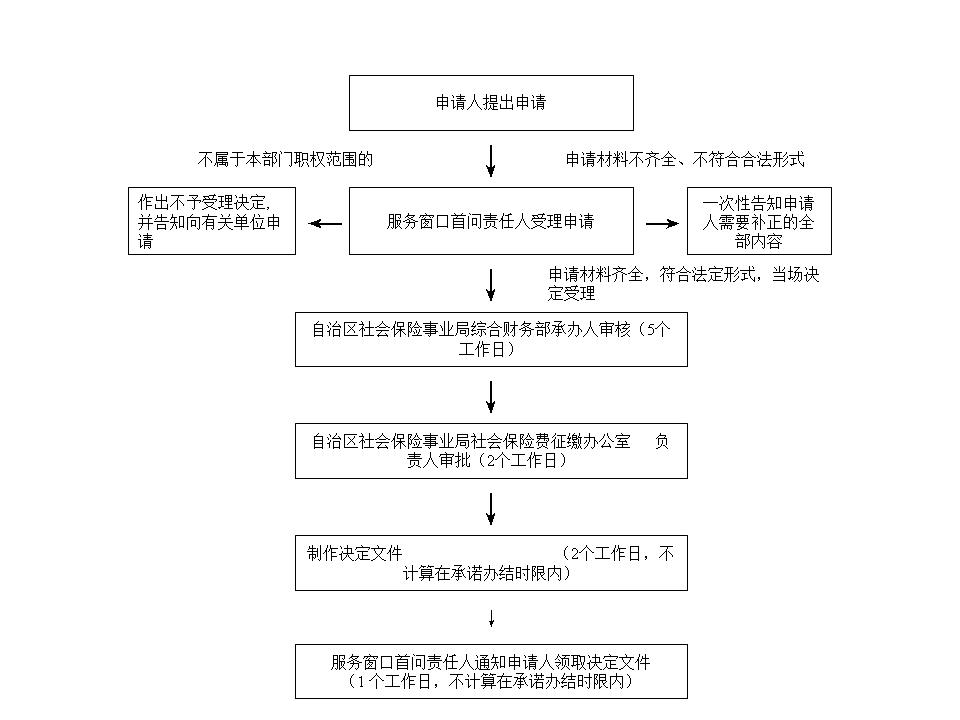 申请人提出申请
不属于本部门职权范围的
申请材料不齐全、不符合合法形式
作出不予受理决定,
并告知向有关单位申
请
服务窗口首问责任人受理申请
一次性告知申请
人需要补正的全
部内容
申请材料齐全，符合法定形式，当场决
定受理
自治区社会保险事业局综合财务部承办人审核（5个
工作日）
自治区社会保险事业局社会保险费征缴办公室 负
责人审批（2个工作日）
制作决定文件 （2个工作日，不
计算在承诺办结时限内）
服务窗口首问责任人通知申请人领取决定文件
（1个工作日，不计算在承诺办结时限内）